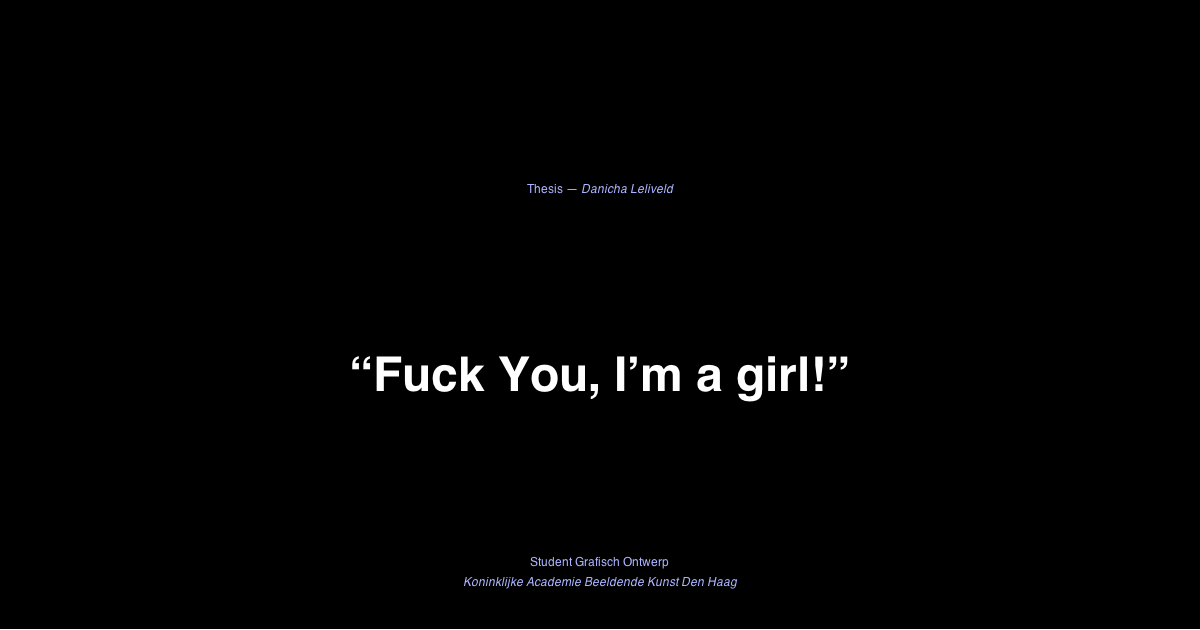 Thesis — Danicha Leliveld
“Fuck You, I’m a girl!”
Student Grafisch Ontwerp
Koninklijke Academie Beeldende Kunst Den Haag